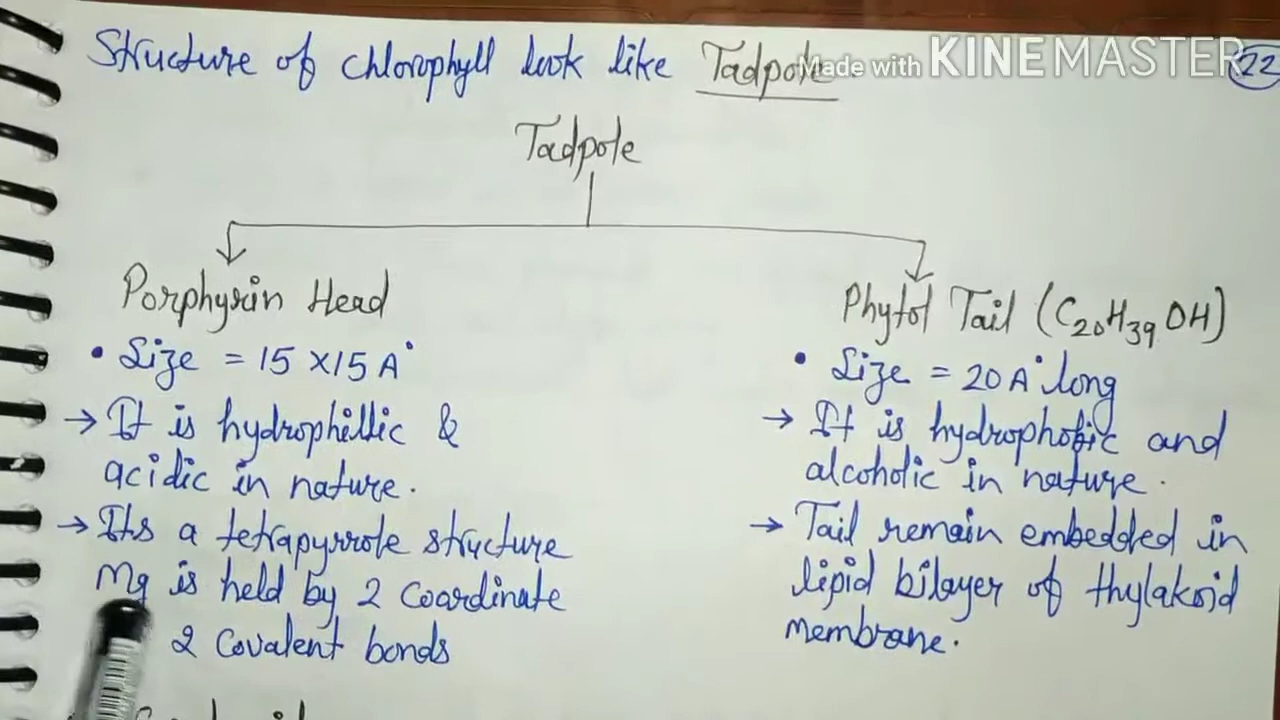 Structure of chlorophyll look like Tadpole
Made with KINEMASTER
22
Tadpole
Porphyrin Head
• Size = 15 x15 A°
→ It is hydrophillic &
acidic in nature.
→ Its a tetrapyrrole structure
Mg is held by 2 coardinate
2 covalent bonds
Phytol Tail (C₂₀H₃₉OH)
• Size = 20 A° long
→ It is hydrophobic and
alcoholic in nature.
→ Tail remain embedded in
lipid bilayer of thylakoid
membrane.